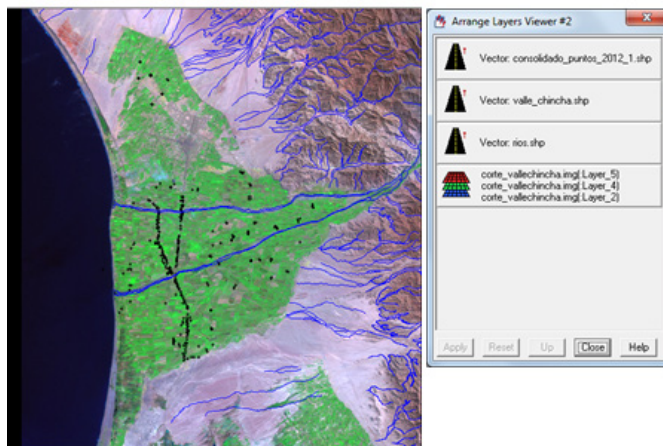 Arrange Layers Viewer #2
Vector: consolidado_puntos_2012_1.shp
Vector: valle_chincha.shp
Vector: rios.shp
corte_vallechincha.img(:Layer_5)
corte_vallechincha.img(:Layer_4)
corte_vallechincha.img(:Layer_2)
Apply Reset Up Close Help